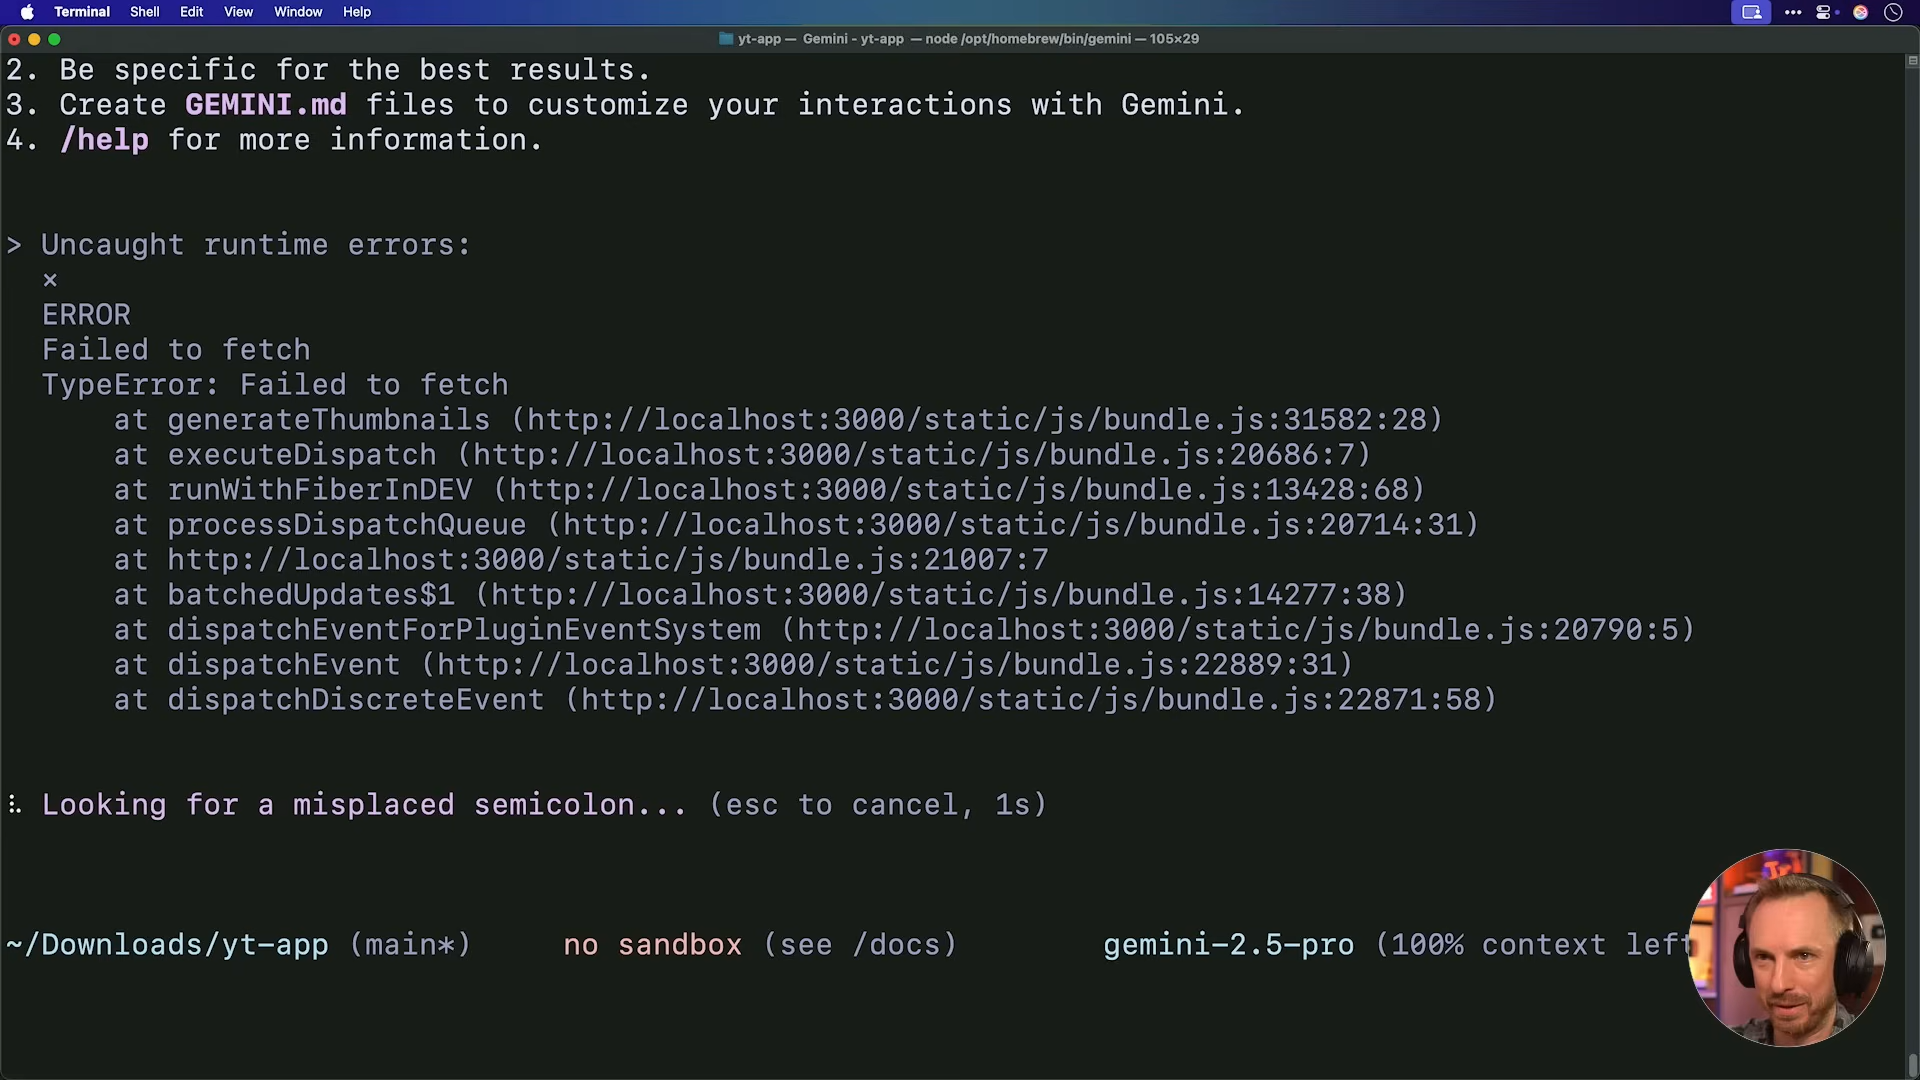 Terminal Shell Edit View Window Help
yt-app — Gemini - yt-app — node /opt/homebrew/bin/gemini — 105×29
2. Be specific for the best results.
3. Create GEMINI.md files to customize your interactions with Gemini.
4. /help for more information.
> Uncaught runtime errors:
×
ERROR
Failed to fetch
TypeError: Failed to fetch
at generateThumbnails (http://localhost:3000/static/js/bundle.js:31582:28)
at executeDispatch (http://localhost:3000/static/js/bundle.js:20686:7)
at runWithFiberInDEV (http://localhost:3000/static/js/bundle.js:13428:68)
at processDispatchQueue (http://localhost:3000/static/js/bundle.js:20714:31)
at http://localhost:3000/static/js/bundle.js:21007:7
at batchedUpdates$1 (http://localhost:3000/static/js/bundle.js:14277:38)
at dispatchEventForPluginEventSystem (http://localhost:3000/static/js/bundle.js:20790:5)
at dispatchEvent (http://localhost:3000/static/js/bundle.js:22889:31)
at dispatchDiscreteEvent (http://localhost:3000/static/js/bundle.js:22871:58)
Looking for a misplaced semicolon... (esc to cancel, 1s)
~/Downloads/yt-app (main*) no sandbox (see /docs) gemini-2.5-pro (100% context left